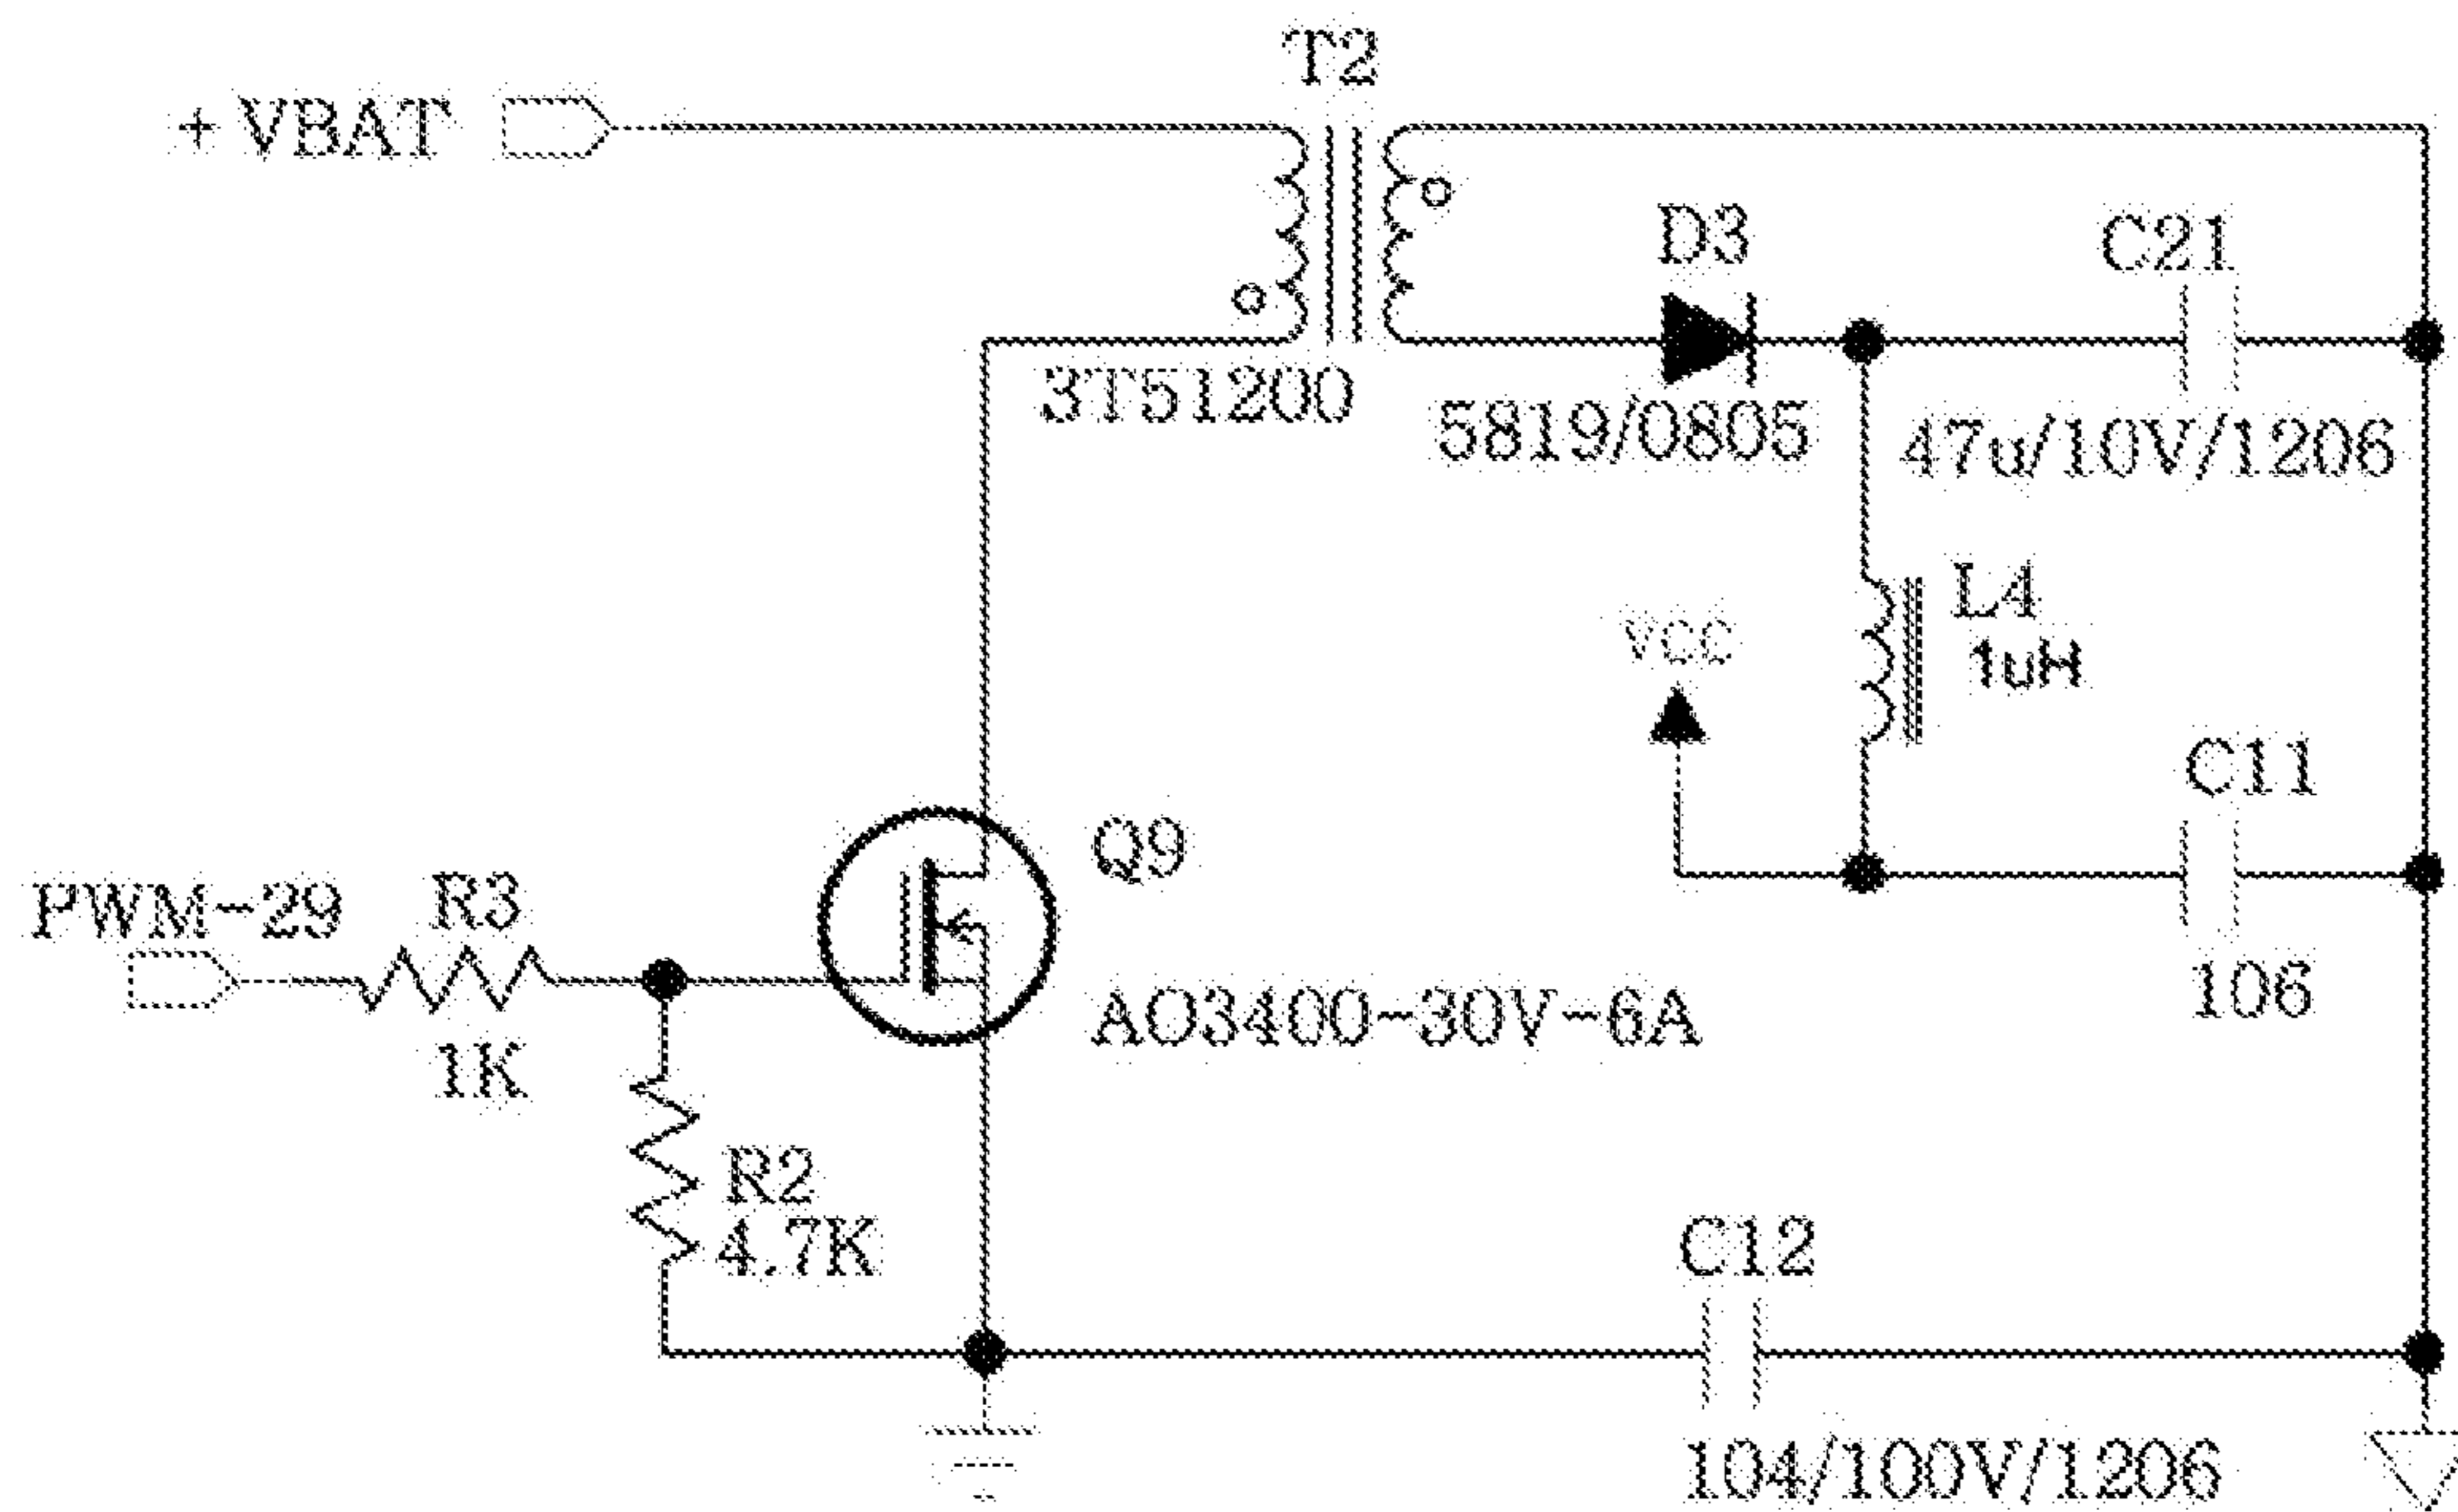 T2
+ VBAT
D3
C21
3T51200
5819/0805
47u/10V/1206
L4
1uH
VCC
C11
Q9
PWM-29
R3
106
AO3400-30V-6A
1K
R2
4.7K
C12
104/100V/1206